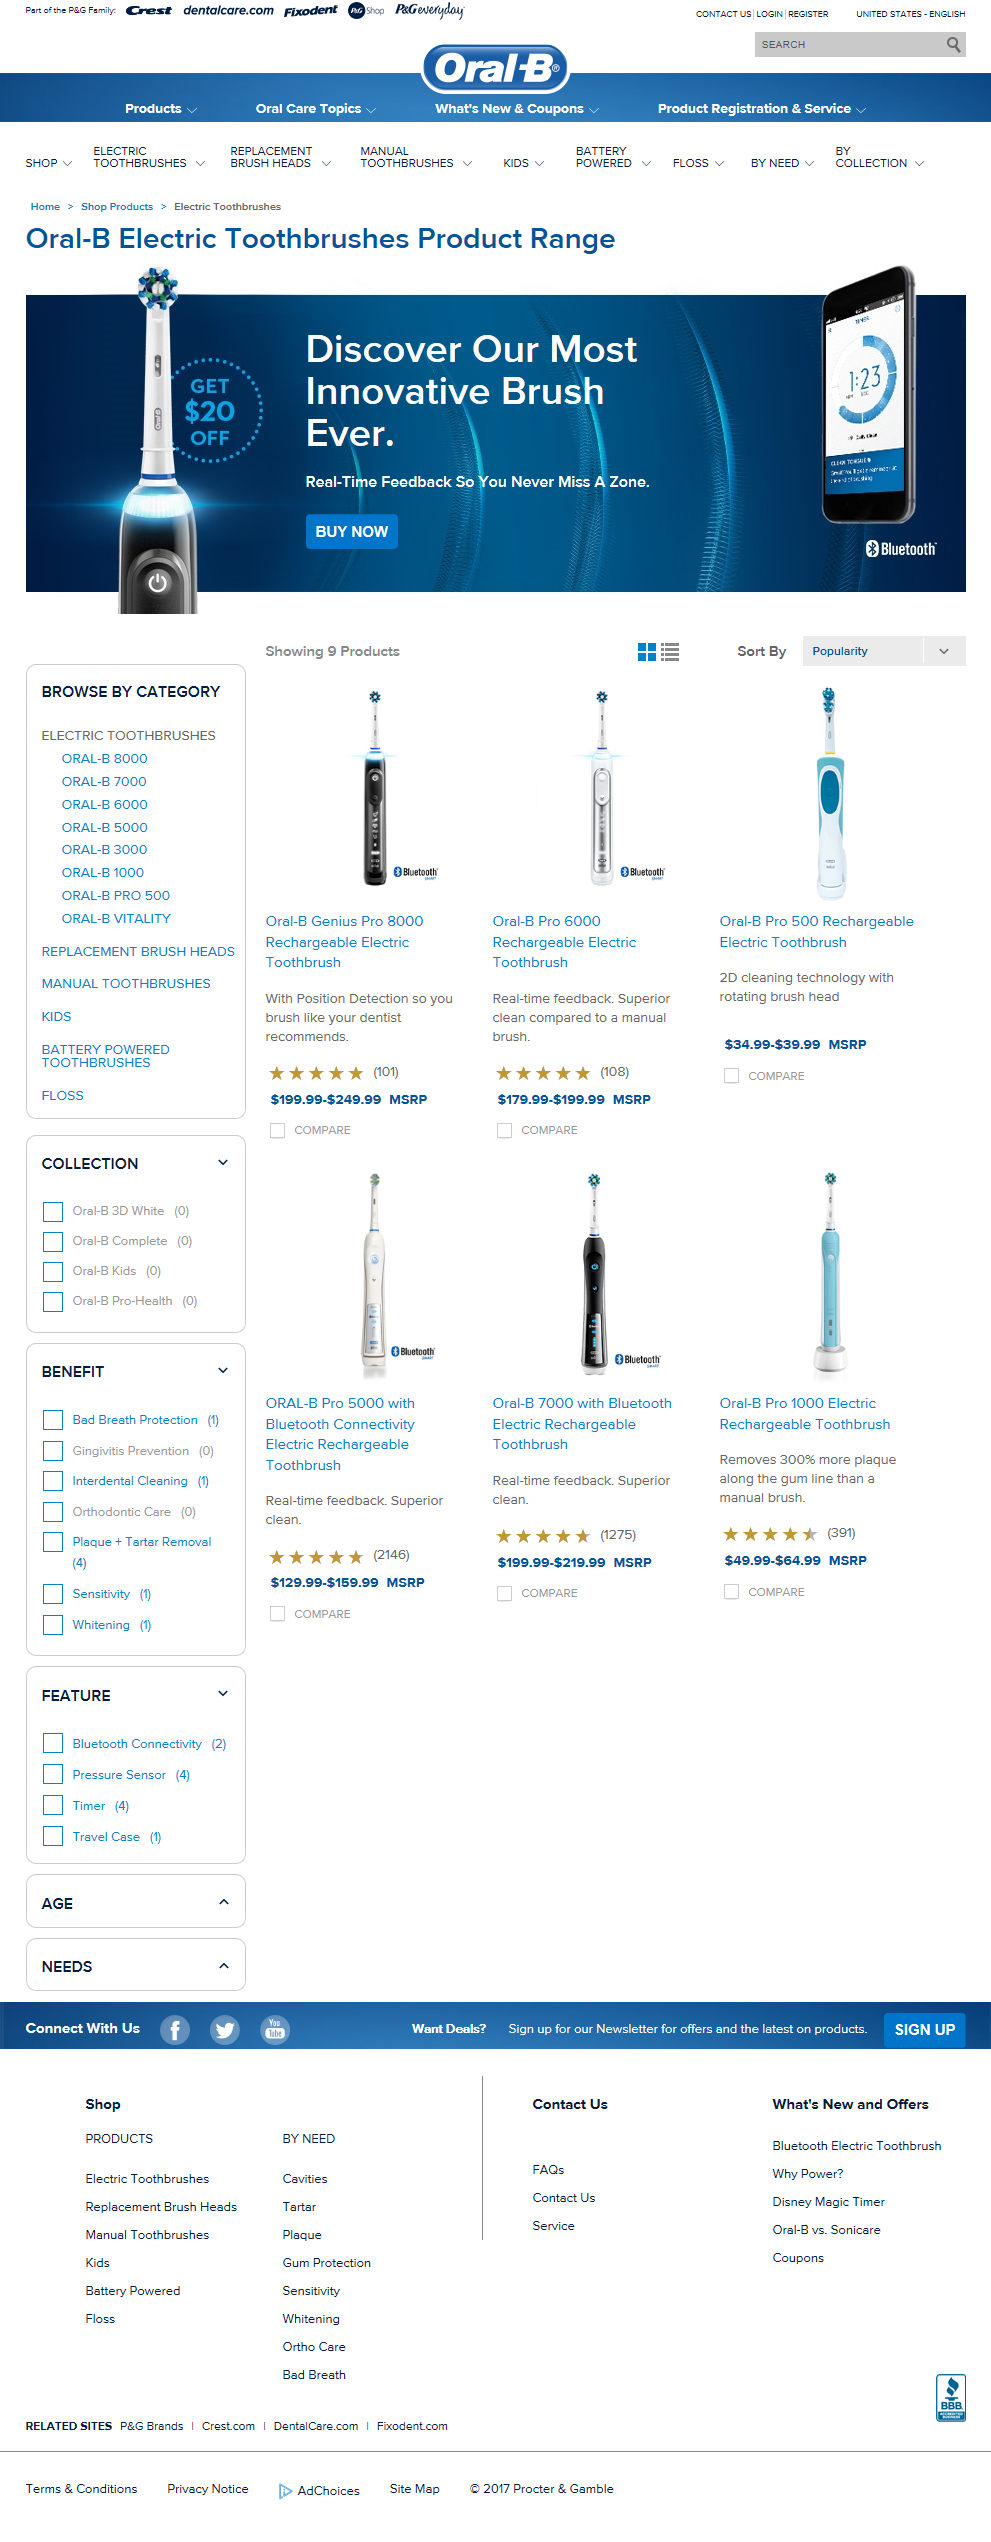 Part of the P&G Family: Crest dentalcare.com Fixodent P&G Shop P&Geveryday
CONTACT US | LOGIN | REGISTER UNITED STATES - ENGLISH
SEARCH
Oral-B®
Products Oral Care Topics What's New & Coupons Product Registration & Service
SHOP ELECTRIC TOOTHBRUSHES REPLACEMENT BRUSH HEADS MANUAL TOOTHBRUSHES KIDS BATTERY POWERED FLOSS BY NEED BY COLLECTION
Home > Shop Products > Electric Toothbrushes
Oral-B Electric Toothbrushes Product Range
GET
$20
OFF
Discover Our Most
Innovative Brush
Ever.
Real-Time Feedback So You Never Miss A Zone.
BUY NOW
TIMER
1:23
Daily Clean
CLEAN TONGUE
Bluetooth
Showing 9 Products
Sort By Popularity
BROWSE BY CATEGORY
ELECTRIC TOOTHBRUSHES
ORAL-B 8000
ORAL-B 7000
ORAL-B 6000
ORAL-B 5000
ORAL-B 3000
ORAL-B 1000
ORAL-B PRO 500
ORAL-B VITALITY
REPLACEMENT BRUSH HEADS
MANUAL TOOTHBRUSHES
KIDS
BATTERY POWERED
TOOTHBRUSHES
FLOSS
COLLECTION
Oral-B 3D White (0)
Oral-B Complete (0)
Oral-B Kids (0)
Oral-B Pro-Health (0)
BENEFIT
Bad Breath Protection (1)
Gingivitis Prevention (0)
Interdental Cleaning (1)
Orthodontic Care (0)
Plaque + Tartar Removal
(4)
Sensitivity (1)
Whitening (1)
FEATURE
Bluetooth Connectivity (2)
Pressure Sensor (4)
Timer (4)
Travel Case (1)
AGE
NEEDS
Bluetooh
SMART
Oral-B Genius Pro 8000
Rechargeable Electric
Toothbrush
With Position Detection so you
brush like your dentist
recommends.
(101)
$199.99-$249.99 MSRP
COMPARE
Bluetooth
SMART
Oral-B Pro 6000
Rechargeable Electric
Toothbrush
Real-time feedback. Superior
clean compared to a manual
brush.
(108)
$179.99-$199.99 MSRP
COMPARE
Oral-B Pro 500 Rechargeable
Electric Toothbrush
2D cleaning technology with
rotating brush head
$34.99-$39.99 MSRP
COMPARE
Bluetooth
SMART
ORAL-B Pro 5000 with
Bluetooth Connectivity
Electric Rechargeable
Toothbrush
Real-time feedback. Superior
clean.
(2146)
$129.99-$159.99 MSRP
COMPARE
Bluetooth
SMART
Oral-B 7000 with Bluetooth
Electric Rechargeable
Toothbrush
Real-time feedback. Superior
clean.
(1275)
$199.99-$219.99 MSRP
COMPARE
Oral-B Pro 1000 Electric
Rechargeable Toothbrush
Removes 300% more plaque
along the gum line than a
manual brush.
(391)
$49.99-$64.99 MSRP
COMPARE
Connect With Us
You
Tube
Want Deals? Sign up for our Newsletter for offers and the latest on products. SIGN UP
Shop
PRODUCTS
Electric Toothbrushes
Replacement Brush Heads
Manual Toothbrushes
Kids
Battery Powered
Floss
BY NEED
Cavities
Tartar
Plaque
Gum Protection
Sensitivity
Whitening
Ortho Care
Bad Breath
Contact Us
FAQs
Contact Us
Service
What's New and Offers
Bluetooth Electric Toothbrush
Why Power?
Disney Magic Timer
Oral-B vs. Sonicare
Coupons
BBB
ACCREDITED
BUSINESS
RELATED SITES P&G Brands | Crest.com | DentalCare.com | Fixodent.com
Terms & Conditions Privacy Notice AdChoices Site Map © 2017 Procter & Gamble